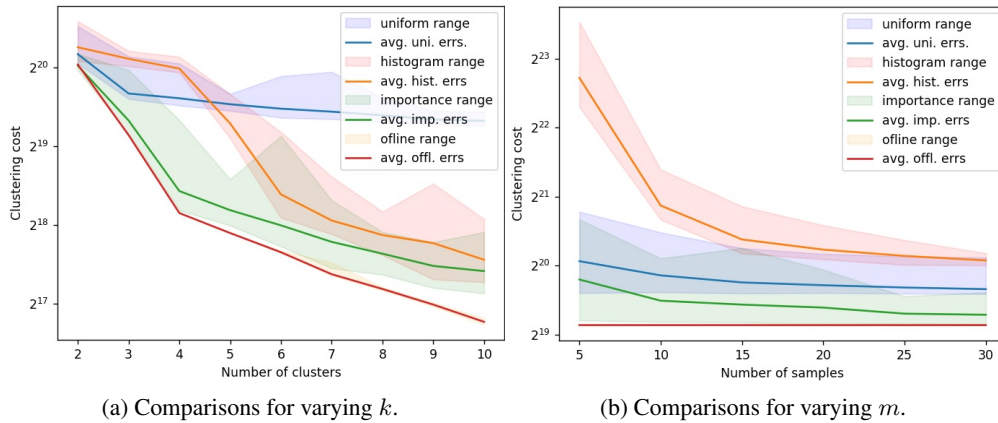 uniform range
avg. uni. errs.
histogram range
avg. hist. errs
importance range
avg. imp. errs
ofline range
avg. offl. errs
2^20
2^19
2^18
2^17
Clustering cost
2 3 4 5 6 7 8 9 10
Number of clusters
(a) Comparisons for varying k.
uniform range
avg. uni. errs.
histogram range
avg. hist. errs
importance range
avg. imp. errs
ofline range
avg. offl. errs
2^23
2^22
2^21
2^20
2^19
Clustering cost
5 10 15 20 25 30
Number of samples
(b) Comparisons for varying m.